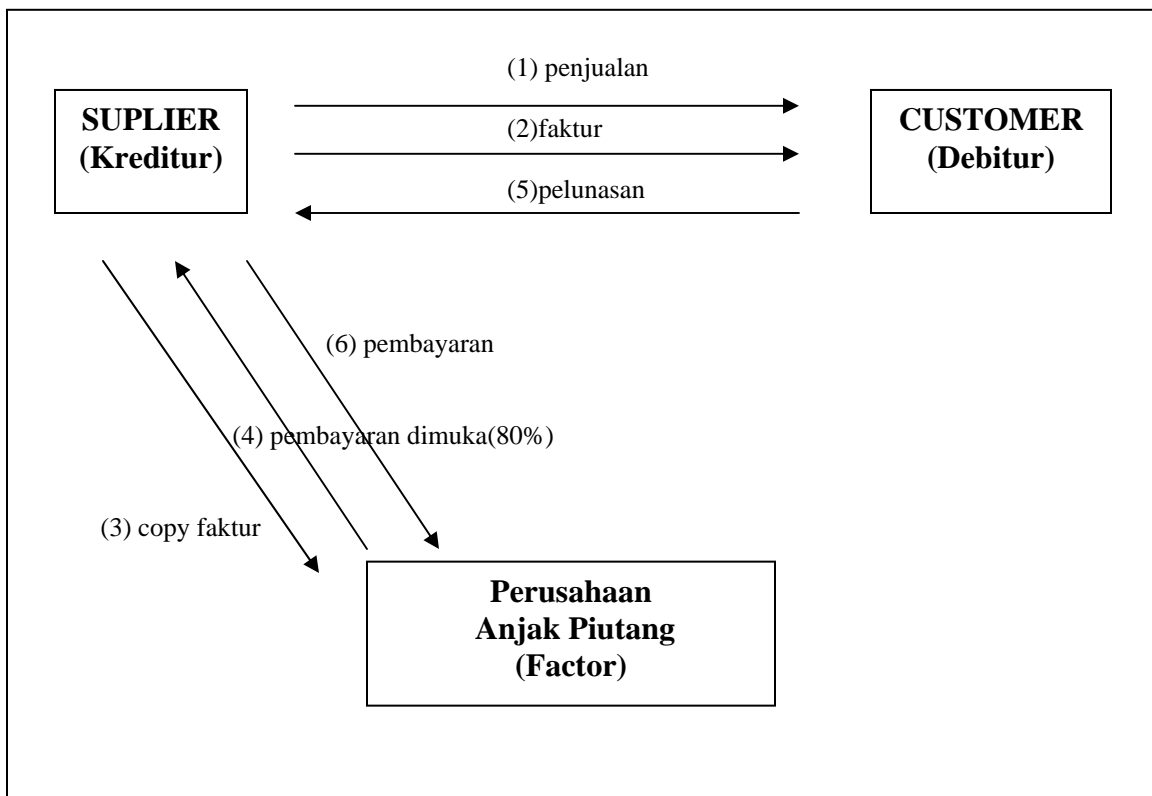 (1) penjualan
SUPLIER
(Kreditur)
CUSTOMER
(Debitur)
(2)faktur
(5)pelunasan
(6) pembayaran
(4) pembayaran dimuka(80%)
(3) copy faktur
Perusahaan
Anjak Piutang
(Factor)